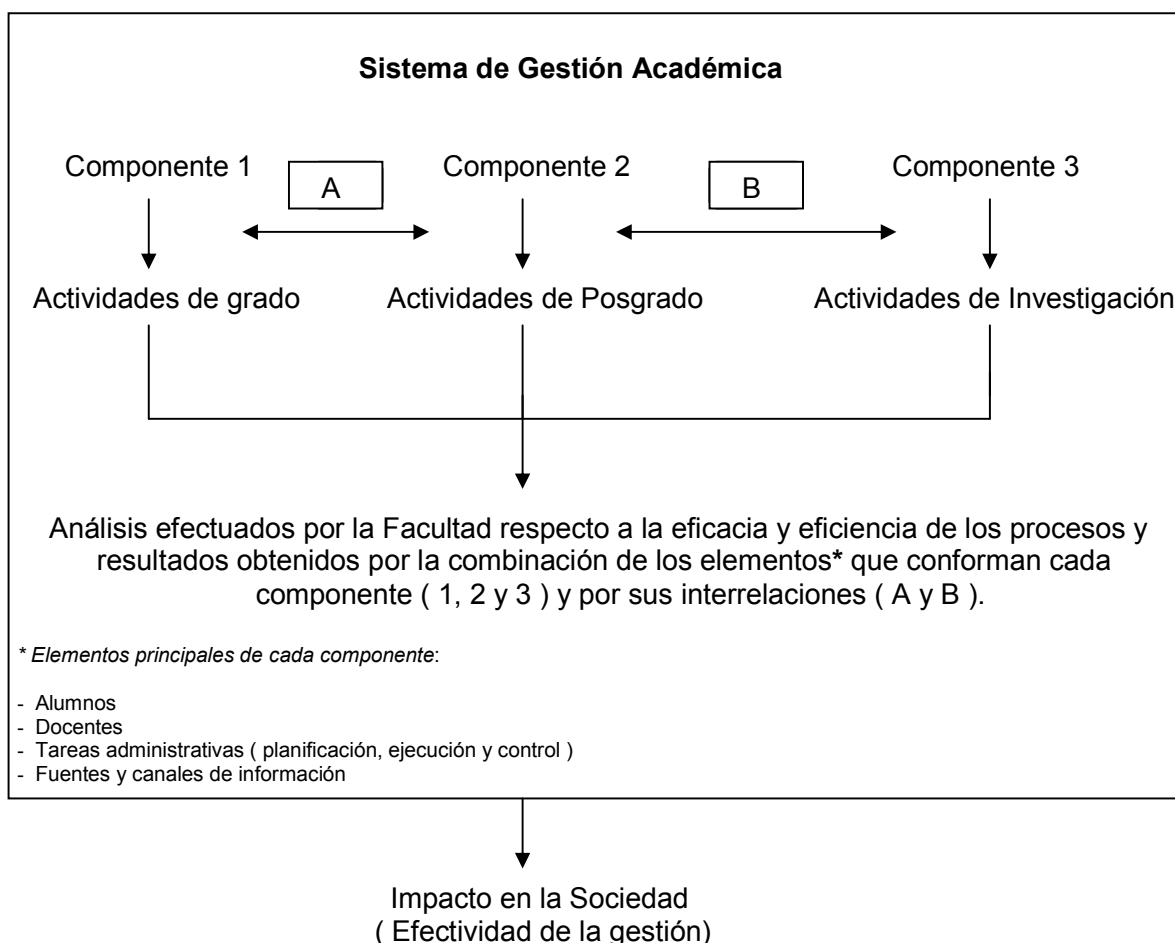 Sistema de Gestión Académica
Componente 1
A
Componente 2
B
Componente 3
Actividades de grado
Actividades de Posgrado
Actividades de Investigación
Análisis efectuados por la Facultad respecto a la eficacia y eficiencia de los procesos y
resultados obtenidos por la combinación de los elementos* que conforman cada
componente ( 1, 2 y 3 ) y por sus interrelaciones ( A y B ).
* Elementos principales de cada componente:
- Alumnos
- Docentes
- Tareas administrativas ( planificación, ejecución y control )
- Fuentes y canales de información
Impacto en la Sociedad
( Efectividad de la gestión)